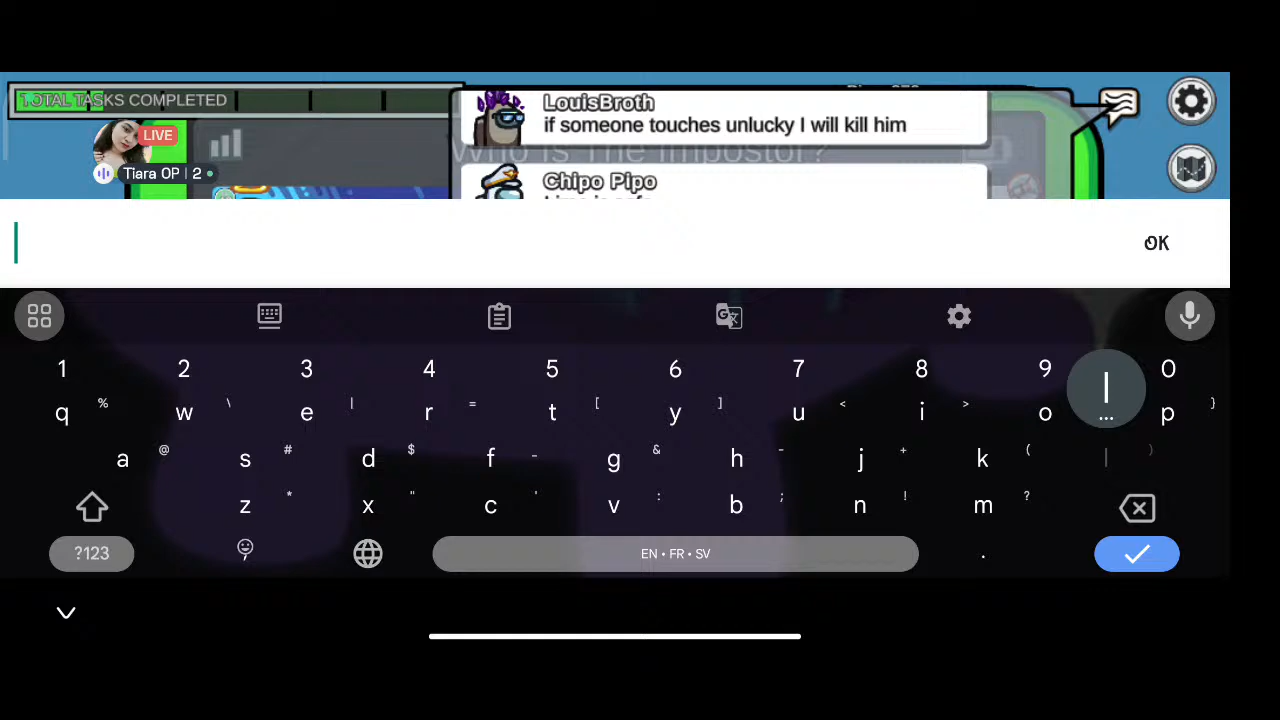 TOTAL TASKS COMPLETED
LouisBroth
if someone touches unlucky I will kill him
Who Is The Impostor?
LIVE
Tiara OP | 2
Chipo Pipo
OK
1 2 3 4 5 6 7 8 9 0
q % w \ e | r = t [ y ] u < i > o p }
l
...
a @ s # d $ f _ g & h - j + k ( l )
z * x " c ' v : b ; n ! m ?
?123
EN • FR • SV
.